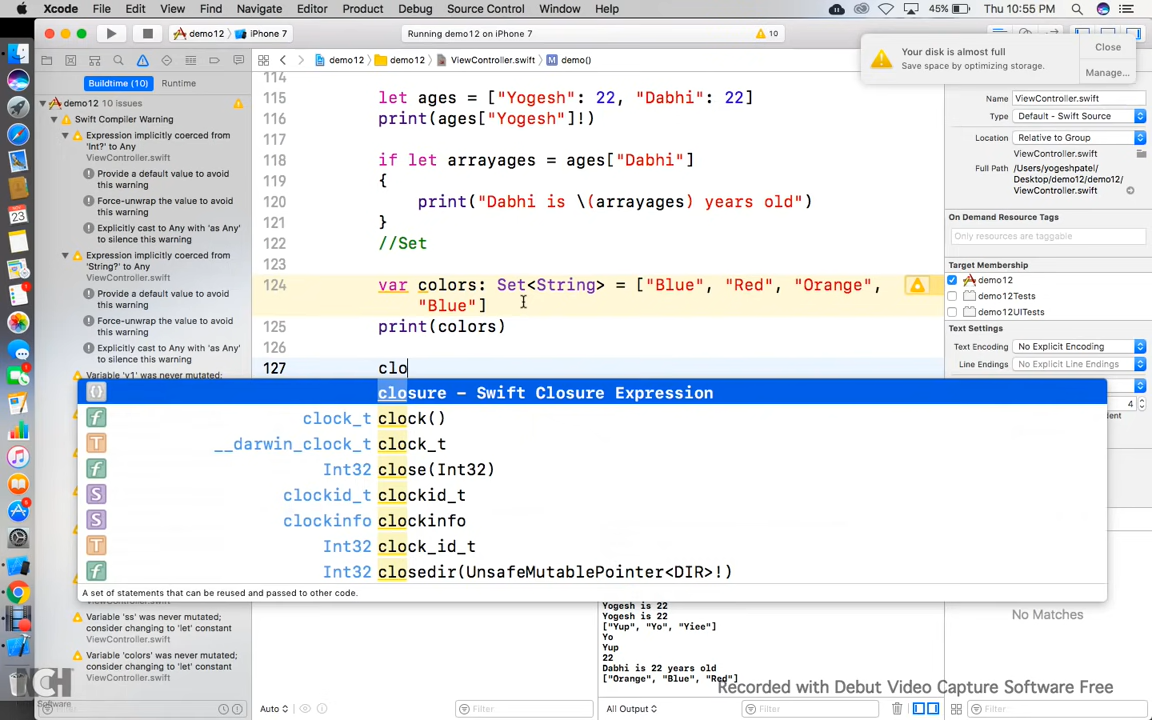 Xcode File Edit View Find Navigate Editor Product Debug Source Control Window Help 45% Thu 10:55 PM
demo12 iPhone 7 Running demo12 on iPhone 7 10
Your disk is almost full
Save space by optimizing storage.
Close
Manage...
demo12 demo12 ViewController.swift M demo()
Buildtime (10) Runtime
demo12 10 issues
Swift Compiler Warning
Expression implicitly coerced from
'Int?' to Any
ViewController.swift
Provide a default value to avoid
this warning
Force-unwrap the value to avoid
this warning
Explicitly cast to Any with 'as Any'
to silence this warning
Expression implicitly coerced from
'String?' to Any
ViewController.swift
Provide a default value to avoid
this warning
Force-unwrap the value to avoid
this warning
Explicitly cast to Any with 'as Any'
to silence this warning
Variable 'v1' was never mutated;
Variable 'ss' was never mutated;
consider changing to 'let' constant
ViewController.swift
Variable 'colors' was never mutated;
consider changing to 'let' constant
ViewController.swift
114
115 let ages = ["Yogesh": 22, "Dabhi": 22]
116 print(ages["Yogesh"]!)
117
118 if let arrayages = ages["Dabhi"]
119 {
120 print("Dabhi is \(arrayages) years old")
121 }
122 //Set
123
124 var colors: Set<String> = ["Blue", "Red", "Orange",
"Blue"]
125 print(colors)
126
127 clo
closure – Swift Closure Expression
f clock_t clock()
T __darwin_clock_t clock_t
f Int32 close(Int32)
S clockid_t clockid_t
S clockinfo clockinfo
T Int32 clock_id_t
f Int32 closedir(UnsafeMutablePointer<DIR>!)
A set of statements that can be reused and passed to other code.
Name ViewController.swift
Type Default - Swift Source
Location Relative to Group
ViewController.swift
Full Path /Users/yogeshpatel/
Desktop/demo12/demo12/
ViewController.swift
On Demand Resource Tags
Only resources are taggable
Target Membership
demo12
demo12Tests
demo12UITests
Text Settings
Text Encoding No Explicit Encoding
Line Endings No Explicit Line Endings
4
No Matches
Yogesh is 22
Yogesh is 22
["Yup", "Yo", "Yiee"]
Yo
Yup
22
Dabhi is 22 years old
["Orange", "Blue", "Red"]
Auto Filter All Output Filter Filter
NCH
Software
Recorded with Debut Video Capture Software Free